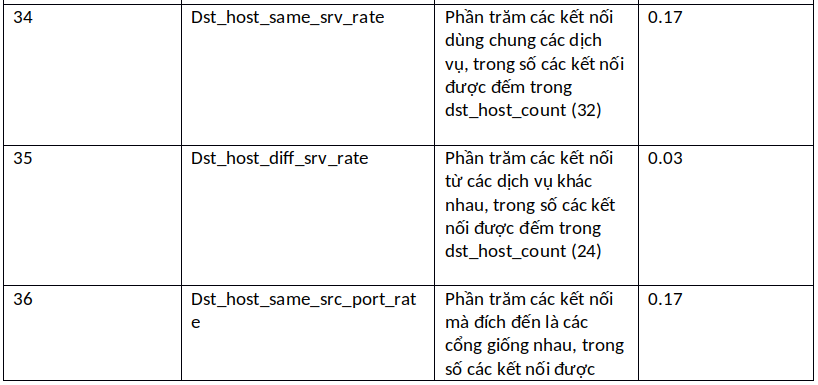 34
Dst_host_same_srv_rate
Phần trăm các kết nối
dùng chung các dịch
vụ, trong số các kết nối
được đếm trong
dst_host_count (32)
0.17
35
Dst_host_diff_srv_rate
Phần trăm các kết nối
từ các dịch vụ khác
nhau, trong số các kết
nối được đếm trong
dst_host_count (24)
0.03
36
Dst_host_same_src_port_rat
e
Phần trăm các kết nối
mà đích đến là các
cổng giống nhau, trong
số các kết nối được
0.17